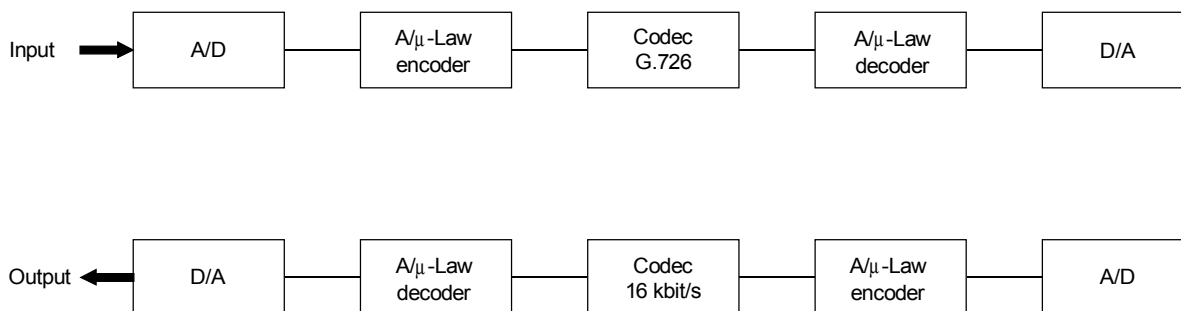 Input
A/D
A/μ-Law
encoder
Codec
G.726
A/μ-Law
decoder
D/A
Output
D/A
A/μ-Law
decoder
Codec
16 kbit/s
A/μ-Law
encoder
A/D